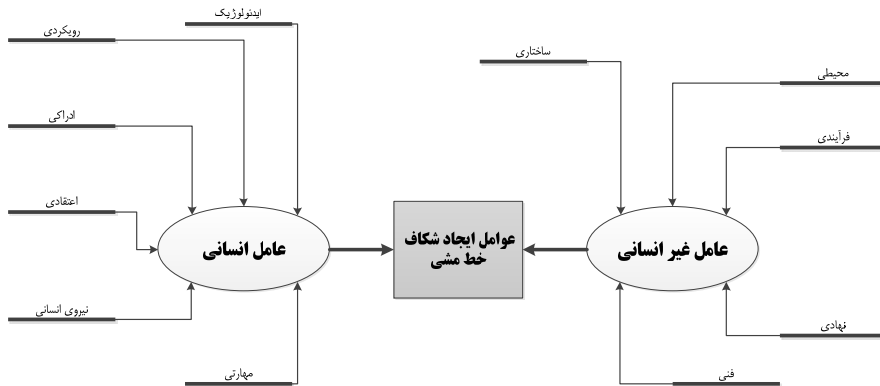 ایدئولوژیک
رویکردی
ساختاری
محیطی
ادراکی
فرآیندی
اعتقادی
عوامل ایجاد شکاف
خط مشی
عامل غیر انسانی
عامل انسانی
نیروی انسانی
نهادی
مهارتی
فنی